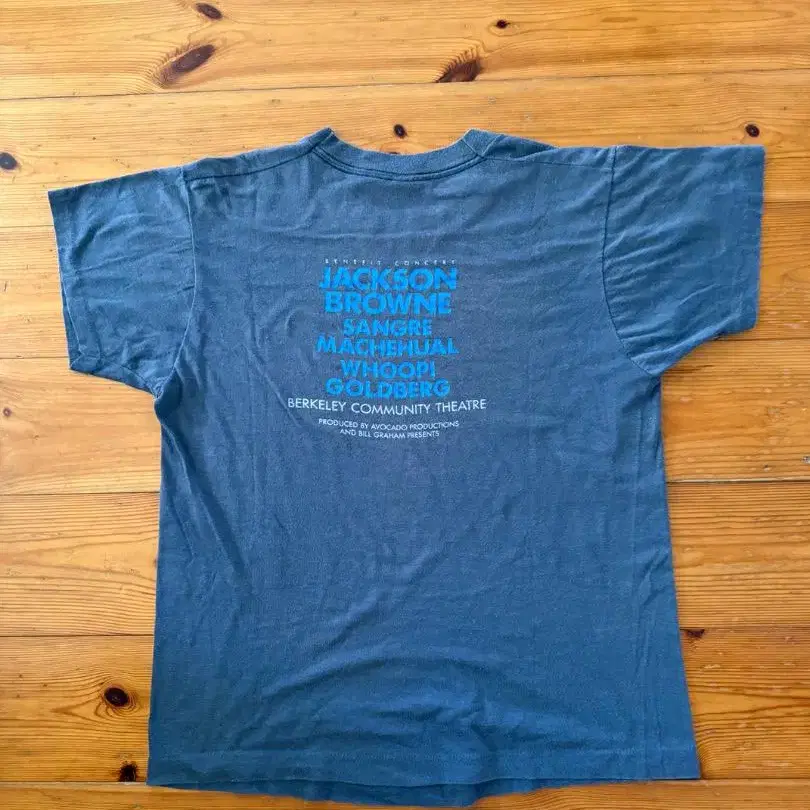 BENEFIT CONCERT
JACKSON
BROWNE
SANGRE
MACHEHUAL
WHOOPI
GOLDBERG
BERKELEY COMMUNITY THEATRE
PRODUCED BY AVOCADO PRODUCTIONS
AND BILL GRAHAM PRESENTS